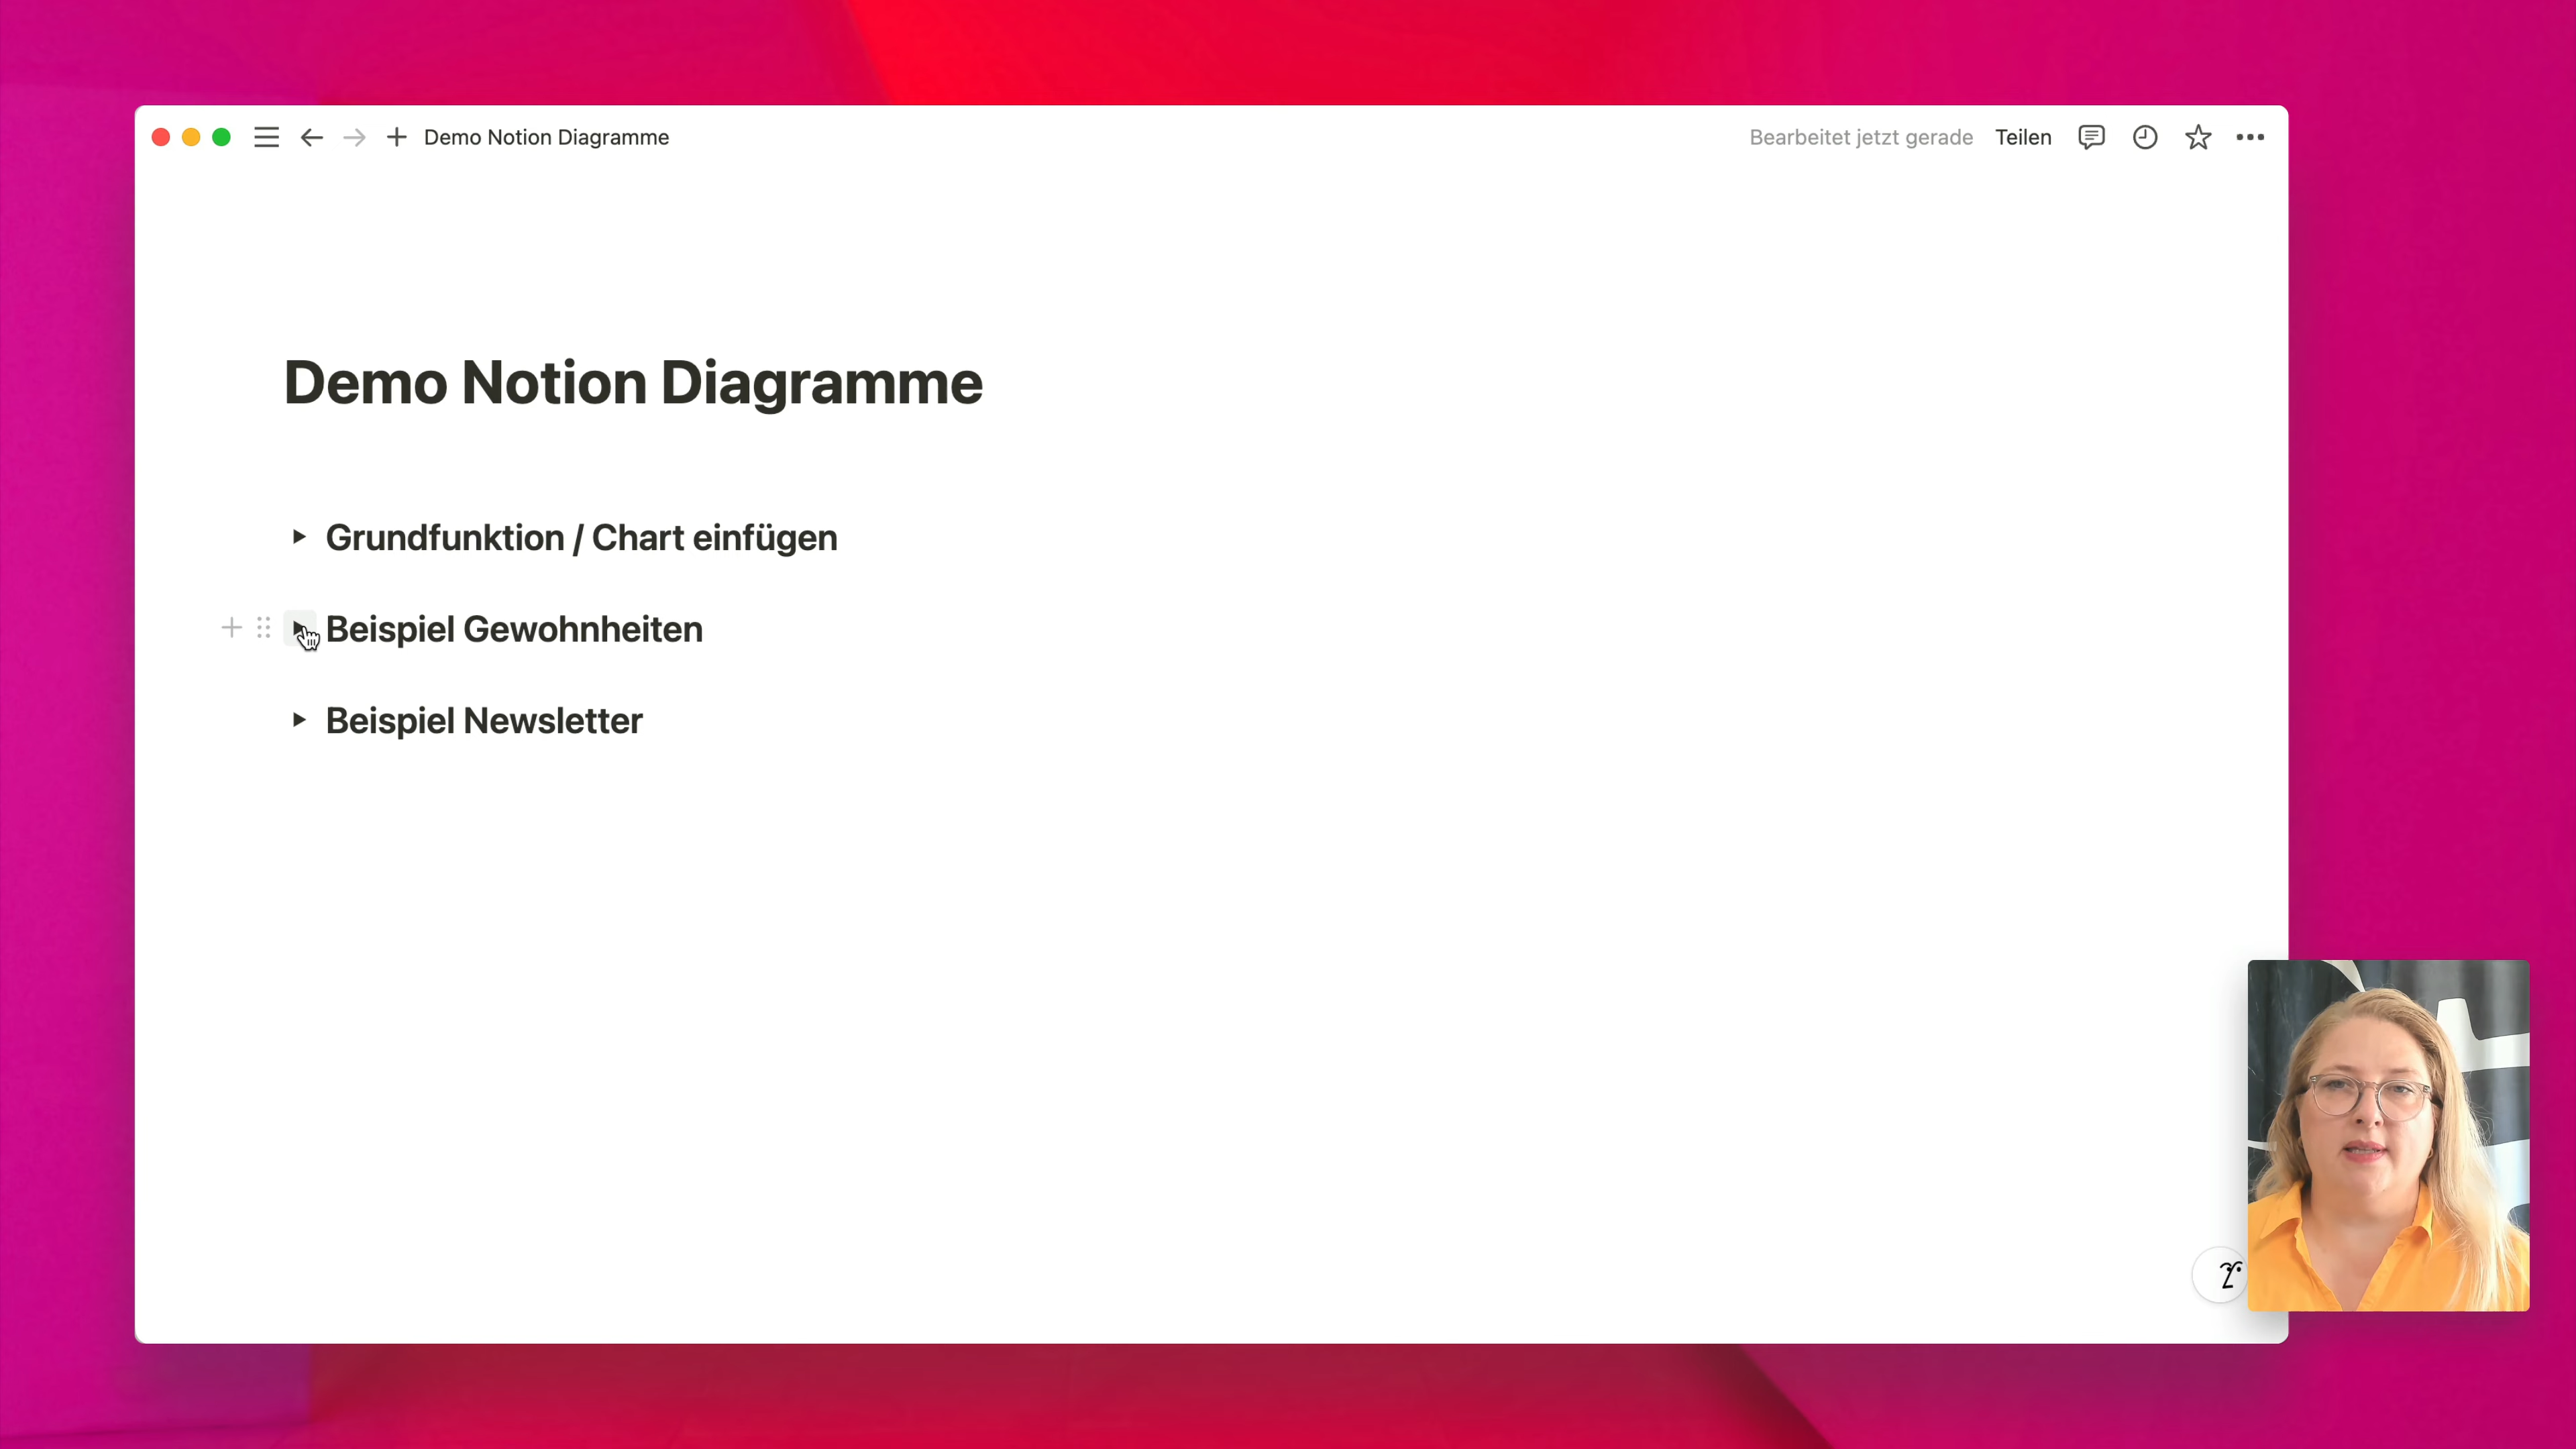 Demo Notion Diagramme
Bearbeitet jetzt gerade Teilen
Demo Notion Diagramme
Grundfunktion / Chart einfügen
Beispiel Gewohnheiten
Beispiel Newsletter